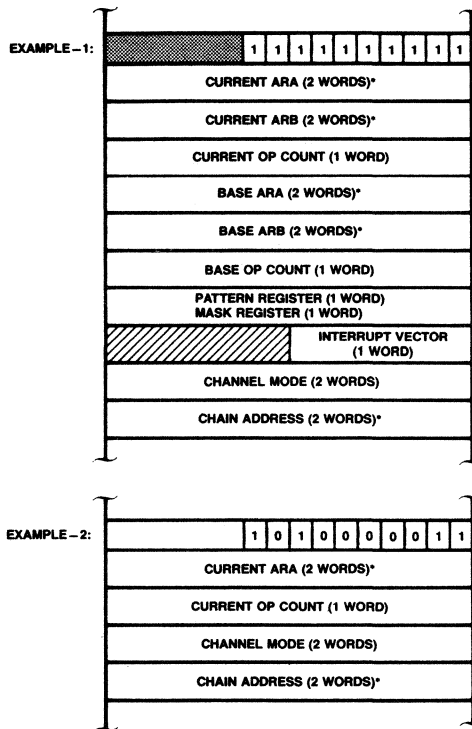 EXAMPLE–1: 1 1 1 1 1 1 1 1 1 1
CURRENT ARA (2 WORDS)*
CURRENT ARB (2 WORDS)*
CURRENT OP COUNT (1 WORD)
BASE ARA (2 WORDS)*
BASE ARB (2 WORDS)*
BASE OP COUNT (1 WORD)
PATTERN REGISTER (1 WORD)
MASK REGISTER (1 WORD)
INTERRUPT VECTOR
(1 WORD)
CHANNEL MODE (2 WORDS)
CHAIN ADDRESS (2 WORDS)*
EXAMPLE–2: 1 0 1 0 0 0 0 0 1 1
CURRENT ARA (2 WORDS)*
CURRENT OP COUNT (1 WORD)
CHANNEL MODE (2 WORDS)
CHAIN ADDRESS (2 WORDS)*